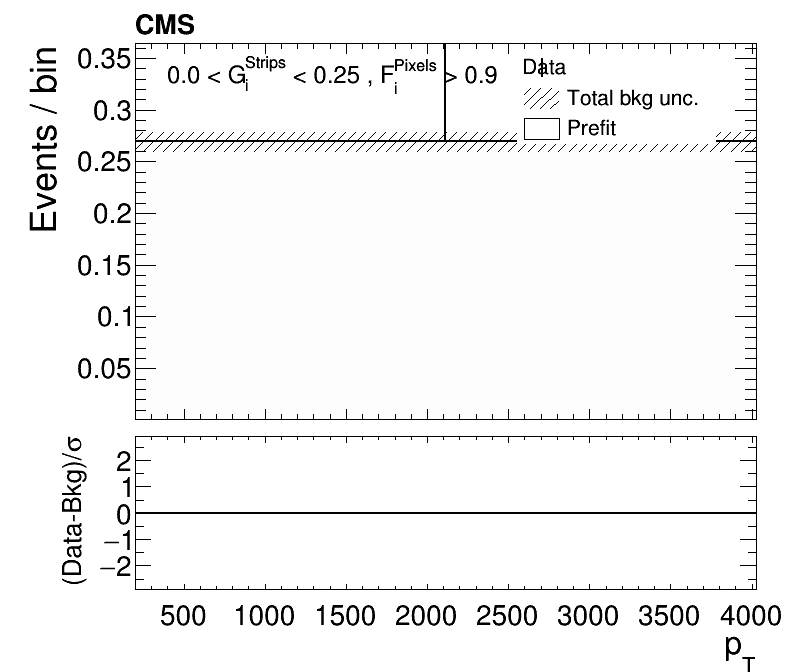 CMS
Events / bin
0.35
0.3
0.25
0.2
0.15
0.1
0.05
0.0 < G_i^Strips < 0.25 , F_i^Pixels > 0.9
Data
Total bkg unc.
Prefit
(Data-Bkg)/σ
2
1
0
−1
−2
500 1000 1500 2000 2500 3000 3500 4000
p_T